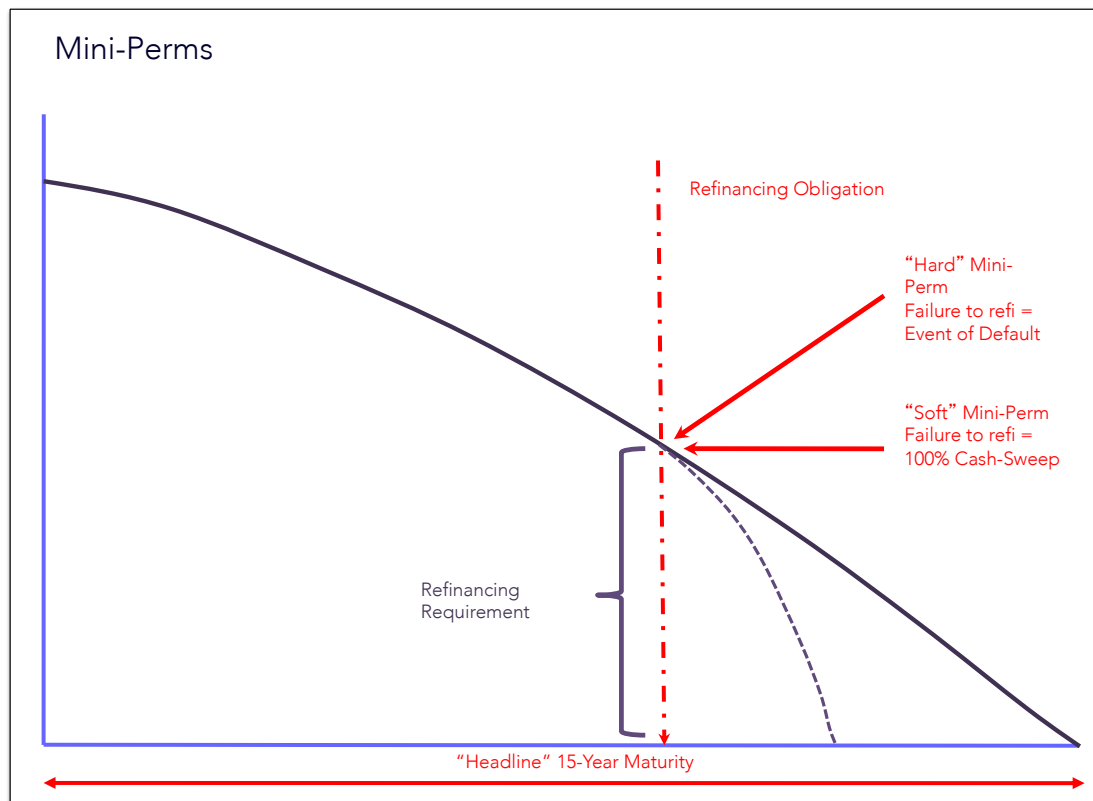 Mini-Perms
Refinancing Obligation
“Hard” Mini-
Perm
Failure to refi =
Event of Default
“Soft” Mini-Perm
Failure to refi =
100% Cash-Sweep
Refinancing
Requirement
“Headline” 15-Year Maturity